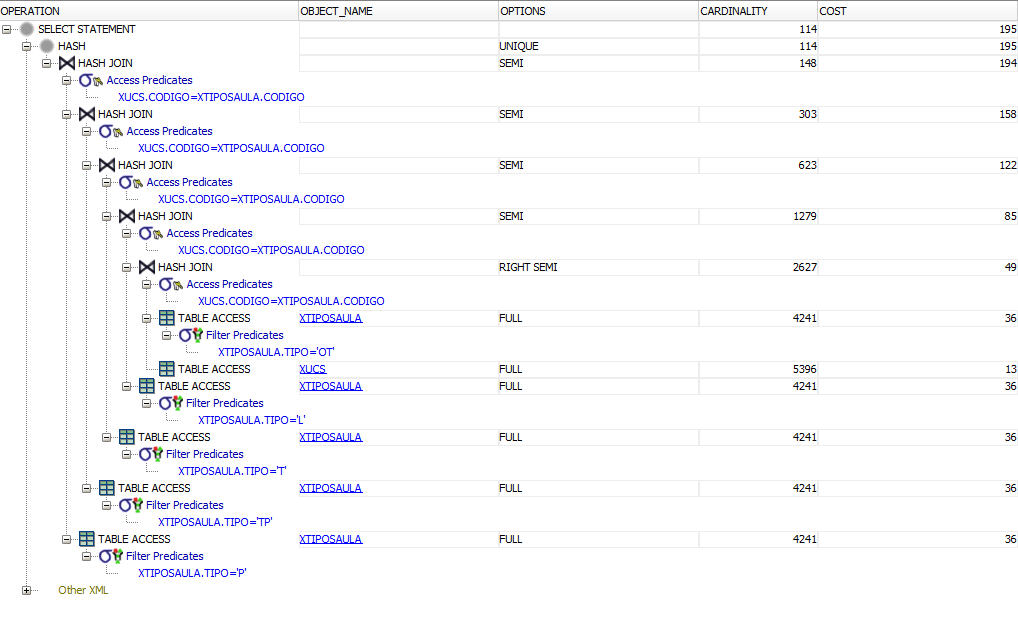 OPERATION OBJECT_NAME OPTIONS CARDINALITY COST
SELECT STATEMENT 114 195
HASH UNIQUE 114 195
HASH JOIN SEMI 148 194
Access Predicates
XUCS.CODIGO=XTIPOSAULA.CODIGO
HASH JOIN SEMI 303 158
Access Predicates
XUCS.CODIGO=XTIPOSAULA.CODIGO
HASH JOIN SEMI 623 122
Access Predicates
XUCS.CODIGO=XTIPOSAULA.CODIGO
HASH JOIN SEMI 1279 85
Access Predicates
XUCS.CODIGO=XTIPOSAULA.CODIGO
HASH JOIN RIGHT SEMI 2627 49
Access Predicates
XUCS.CODIGO=XTIPOSAULA.CODIGO
TABLE ACCESS XTIPOSAULA FULL 4241 36
Filter Predicates
XTIPOSAULA.TIPO='OT'
TABLE ACCESS XUCS FULL 5396 13
TABLE ACCESS XTIPOSAULA FULL 4241 36
Filter Predicates
XTIPOSAULA.TIPO='L'
TABLE ACCESS XTIPOSAULA FULL 4241 36
Filter Predicates
XTIPOSAULA.TIPO='T'
TABLE ACCESS XTIPOSAULA FULL 4241 36
Filter Predicates
XTIPOSAULA.TIPO='TP'
TABLE ACCESS XTIPOSAULA FULL 4241 36
Filter Predicates
XTIPOSAULA.TIPO='P'
Other XML